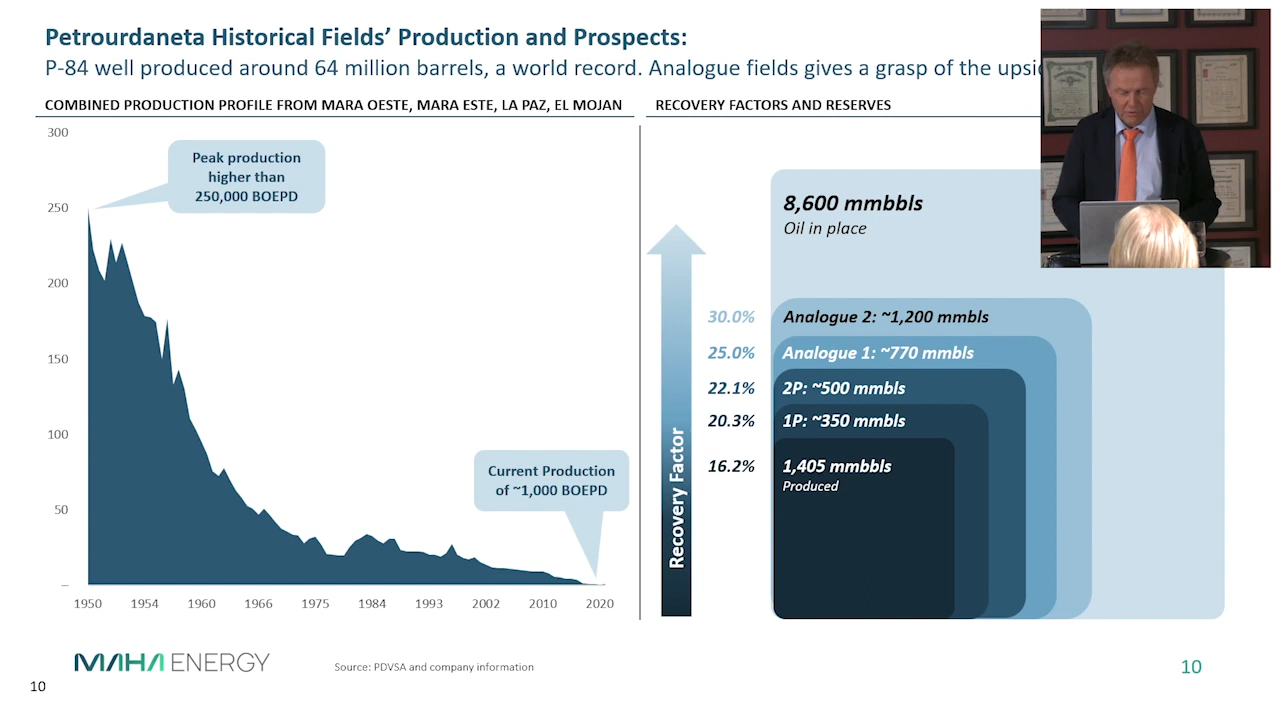 Petrourdaneta Historical Fields’ Production and Prospects:
P-84 well produced around 64 million barrels, a world record. Analogue fields gives a grasp of the
COMBINED PRODUCTION PROFILE FROM MARA OESTE, MARA ESTE, LA PAZ, EL MOJAN
300
250
200
150
100
50
–
Peak production
higher than
250,000 BOEPD
Current Production
of ~1,000 BOEPD
1950 1954 1960 1966 1975 1984 1993 2002 2010 2020
RECOVERY FACTORS AND RESERVES
Recovery Factor
8,600 mmbbls
Oil in place
30.0% Analogue 2: ~1,200 mmbls
25.0% Analogue 1: ~770 mmbls
22.1% 2P: ~500 mmbls
20.3% 1P: ~350 mmbls
16.2% 1,405 mmbbls
Produced
MAHA ENERGY
Source: PDVSA and company information
10
10